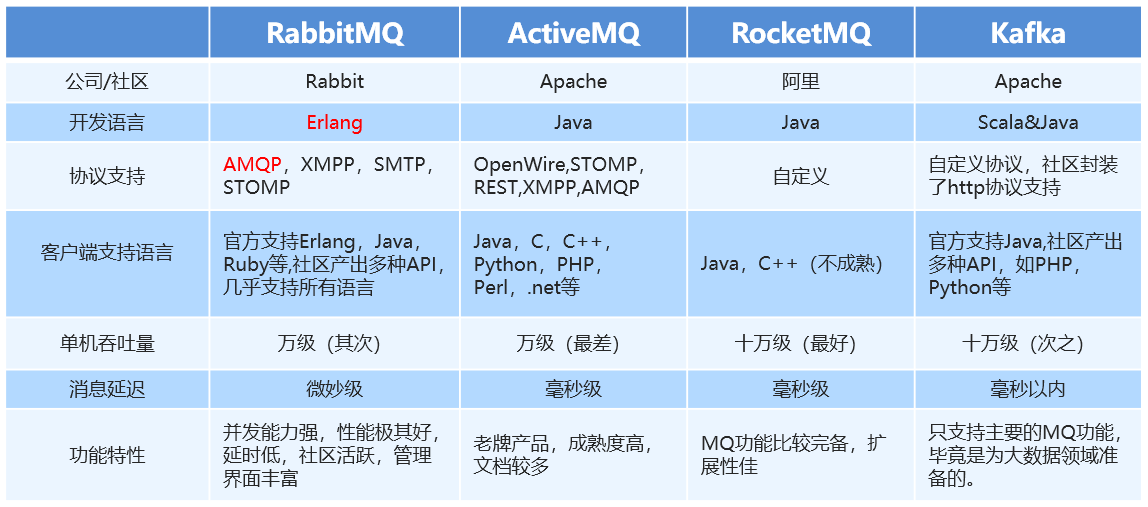 RabbitMQ ActiveMQ RocketMQ Kafka
公司/社区 Rabbit Apache 阿里 Apache
开发语言 Erlang Java Java Scala&Java
协议支持
AMQP，XMPP，SMTP，
STOMP
OpenWire,STOMP，
REST,XMPP,AMQP
自定义
自定义协议，社区封装
了http协议支持
客户端支持语言
官方支持Erlang，Java，
Ruby等,社区产出多种API，
几乎支持所有语言
Java，C，C++，
Python，PHP，
Perl，.net等
Java，C++（不成熟）
官方支持Java,社区产出
多种API，如PHP，
Python等
单机吞吐量 万级（其次） 万级（最差） 十万级（最好） 十万级（次之）
消息延迟 微妙级 毫秒级 毫秒级 毫秒以内
功能特性
并发能力强，性能极其好，
延时低，社区活跃，管理
界面丰富
老牌产品，成熟度高，
文档较多
MQ功能比较完备，扩
展性佳
只支持主要的MQ功能，
毕竟是为大数据领域准
备的。